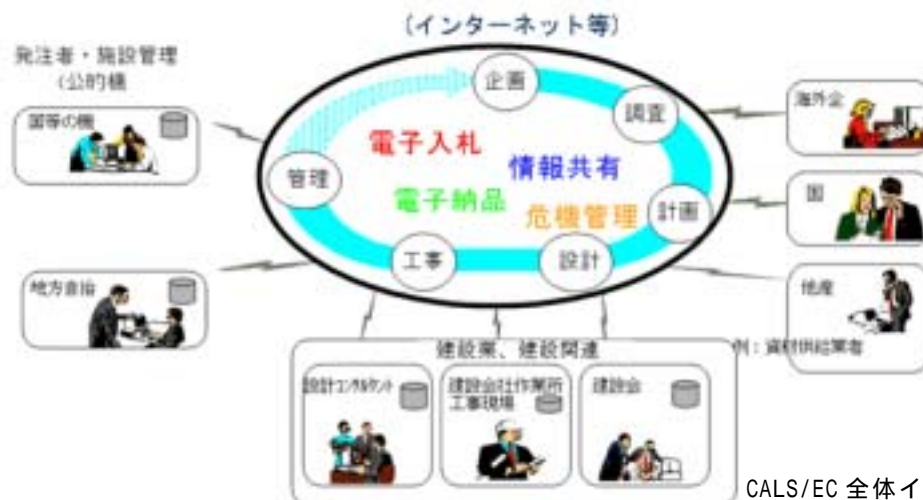 (インターネット等)
発注者・施設管理
(公的機
国等の機
地方自治
企画
調査
計画
設計
工事
管理
電子入札
情報共有
電子納品
危機管理
海外企
国
他産
例：資材供給業者
建設業、建設関連
設計コンサルタント
建設会社作業所
工事現場
建設会
CALS/EC 全体イ